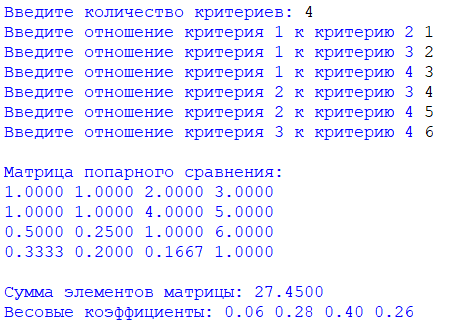 Введите количество критериев: 4
Введите отношение критерия 1 к критерию 2 1
Введите отношение критерия 1 к критерию 3 2
Введите отношение критерия 1 к критерию 4 3
Введите отношение критерия 2 к критерию 3 4
Введите отношение критерия 2 к критерию 4 5
Введите отношение критерия 3 к критерию 4 6
Матрица попарного сравнения:
1.0000 1.0000 2.0000 3.0000
1.0000 1.0000 4.0000 5.0000
0.5000 0.2500 1.0000 6.0000
0.3333 0.2000 0.1667 1.0000
Сумма элементов матрицы: 27.4500
Весовые коэффициенты: 0.06 0.28 0.40 0.26